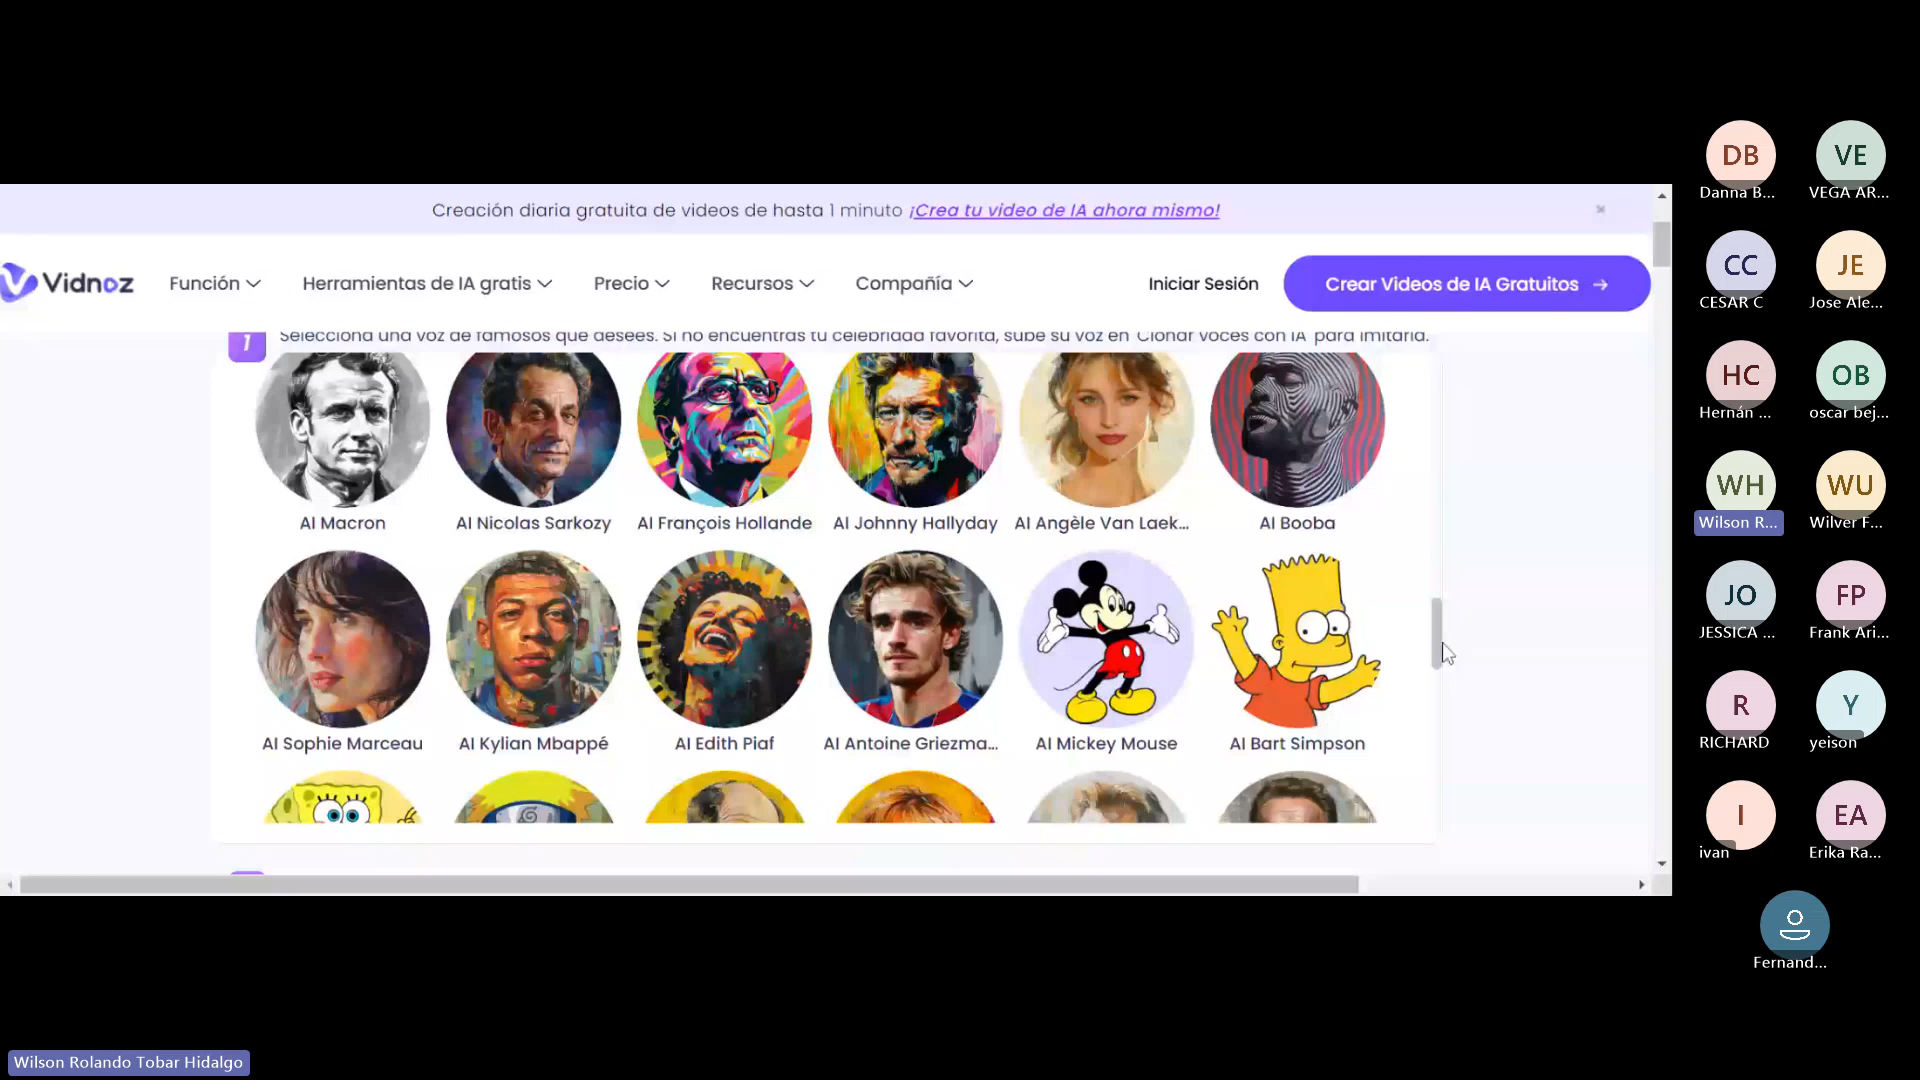 Creación diaria gratuita de videos de hasta 1 minuto ¡Crea tu video de IA ahora mismo!
Vidnoz
Función
Herramientas de IA gratis
Precio
Recursos
Compañía
Iniciar Sesión
Crear Videos de IA Gratuitos →
1
Selecciona una voz de famosos que desees. Si no encuentras tu celebridad favorita, sube su voz en 'Clonar voces con IA' para imitarla.
AI Macron
AI Nicolas Sarkozy
AI François Hollande
AI Johnny Hallyday
AI Angèle Van Laek...
AI Booba
AI Sophie Marceau
AI Kylian Mbappé
AI Edith Piaf
AI Antoine Griezma...
AI Mickey Mouse
AI Bart Simpson
DB
Danna B...
VE
VEGA AR...
CC
CESAR C
JE
Jose Ale...
HC
Hernán ...
OB
oscar bej...
WH
Wilson R...
WU
Wilver F...
JO
JESSICA ...
FP
Frank Ari...
R
RICHARD
Y
yeison
I
ivan
EA
Erika Ra...
Fernand...
Wilson Rolando Tobar Hidalgo